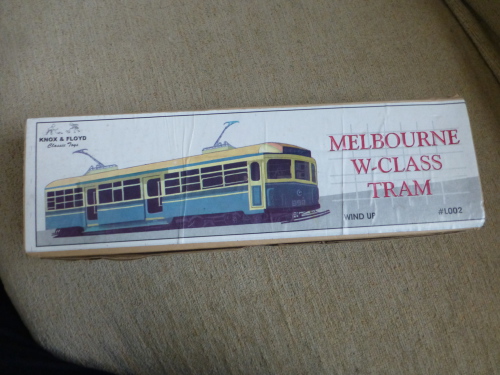 KNOX & FLOYD
Classic Toys
MELBOURNE
W-CLASS
TRAM
WIND UP
#L002